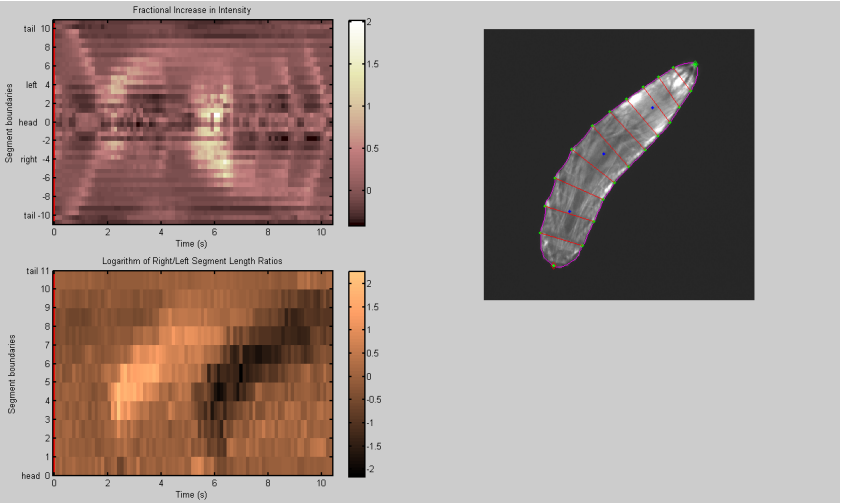 Fractional Increase in Intensity
Segment boundaries
tail 10
8
6
left 4
2
head 0
-2
right -4
-6
-8
tail -10
0 2 4 6 8 10
Time (s)
2
1.5
1
0.5
0
Logarithm of Right/Left Segment Length Ratios
Segment boundaries
tail 11
10
9
8
7
6
5
4
3
2
1
head 0
0 2 4 6 8 10
Time (s)
2
1.5
1
0.5
0
-0.5
-1
-1.5
-2